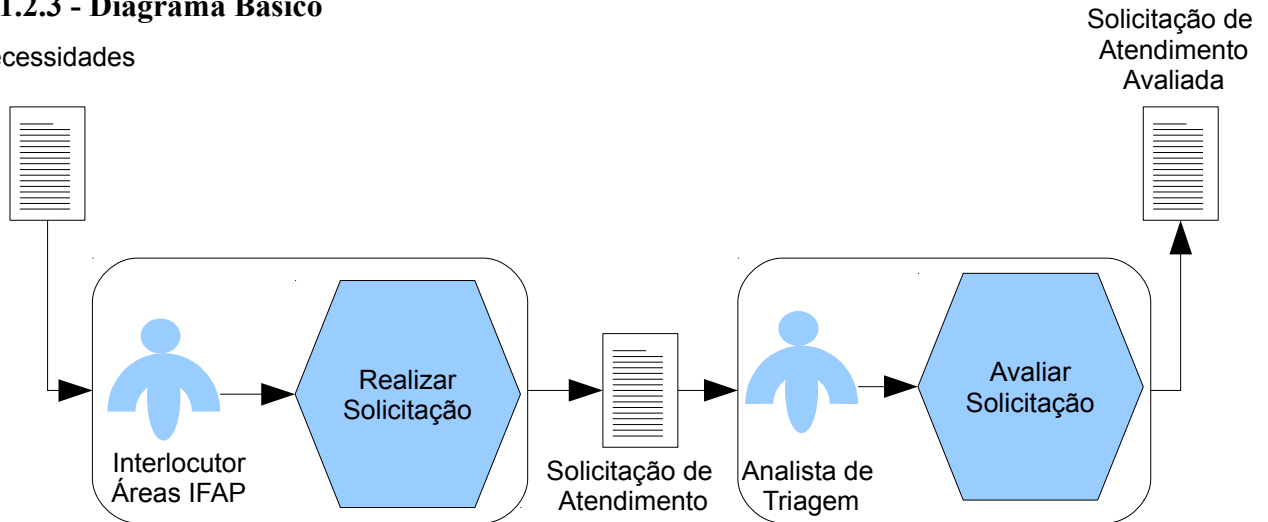 1.2.3 - Diagrama Básico
ecessidades
Solicitação de
Atendimento
Avaliada
Realizar
Solicitação
Avaliar
Solicitação
Interlocutor
Áreas IFAP
Solicitação de
Atendimento
Analista de
Triagem